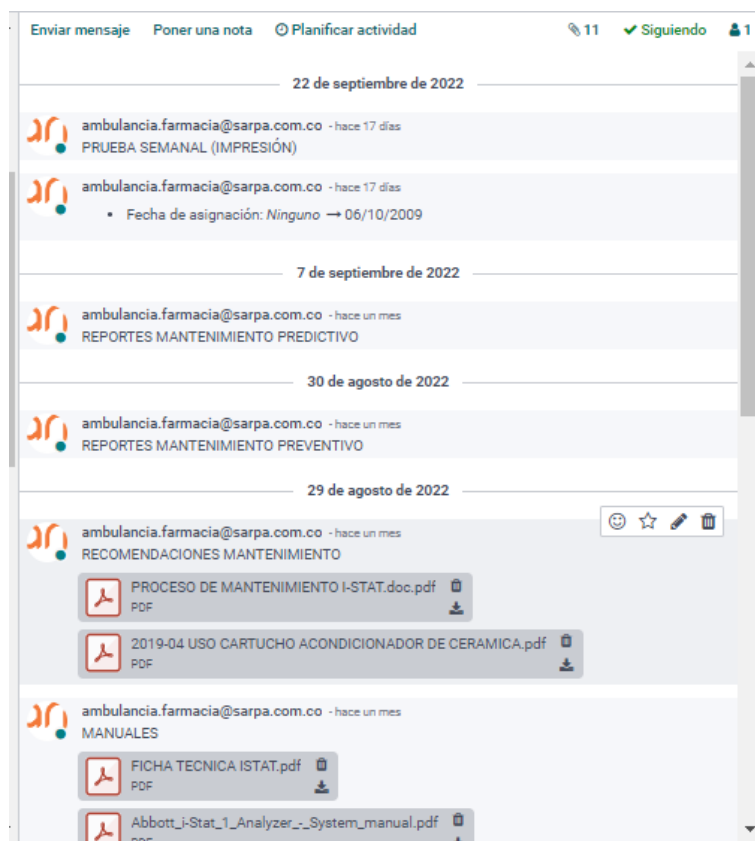 Enviar mensaje Poner una nota Planificar actividad 11 Siguiendo 1
22 de septiembre de 2022
ambulancia.farmacia@sarpa.com.co - hace 17 días
PRUEBA SEMANAL (IMPRESIÓN)
ambulancia.farmacia@sarpa.com.co - hace 17 días
Fecha de asignación: Ninguno → 06/10/2009
7 de septiembre de 2022
ambulancia.farmacia@sarpa.com.co - hace un mes
REPORTES MANTENIMIENTO PREDICTIVO
30 de agosto de 2022
ambulancia.farmacia@sarpa.com.co - hace un mes
REPORTES MANTENIMIENTO PREVENTIVO
29 de agosto de 2022
ambulancia.farmacia@sarpa.com.co - hace un mes
RECOMENDACIONES MANTENIMIENTO
PROCESO DE MANTENIMIENTO I-STAT.doc.pdf
PDF
2019-04 USO CARTUCHO ACONDICIONADOR DE CERAMICA.pdf
PDF
ambulancia.farmacia@sarpa.com.co - hace un mes
MANUALES
FICHA TECNICA ISTAT.pdf
PDF
Abbott_i-Stat_1_Analyzer_-_System_manual.pdf